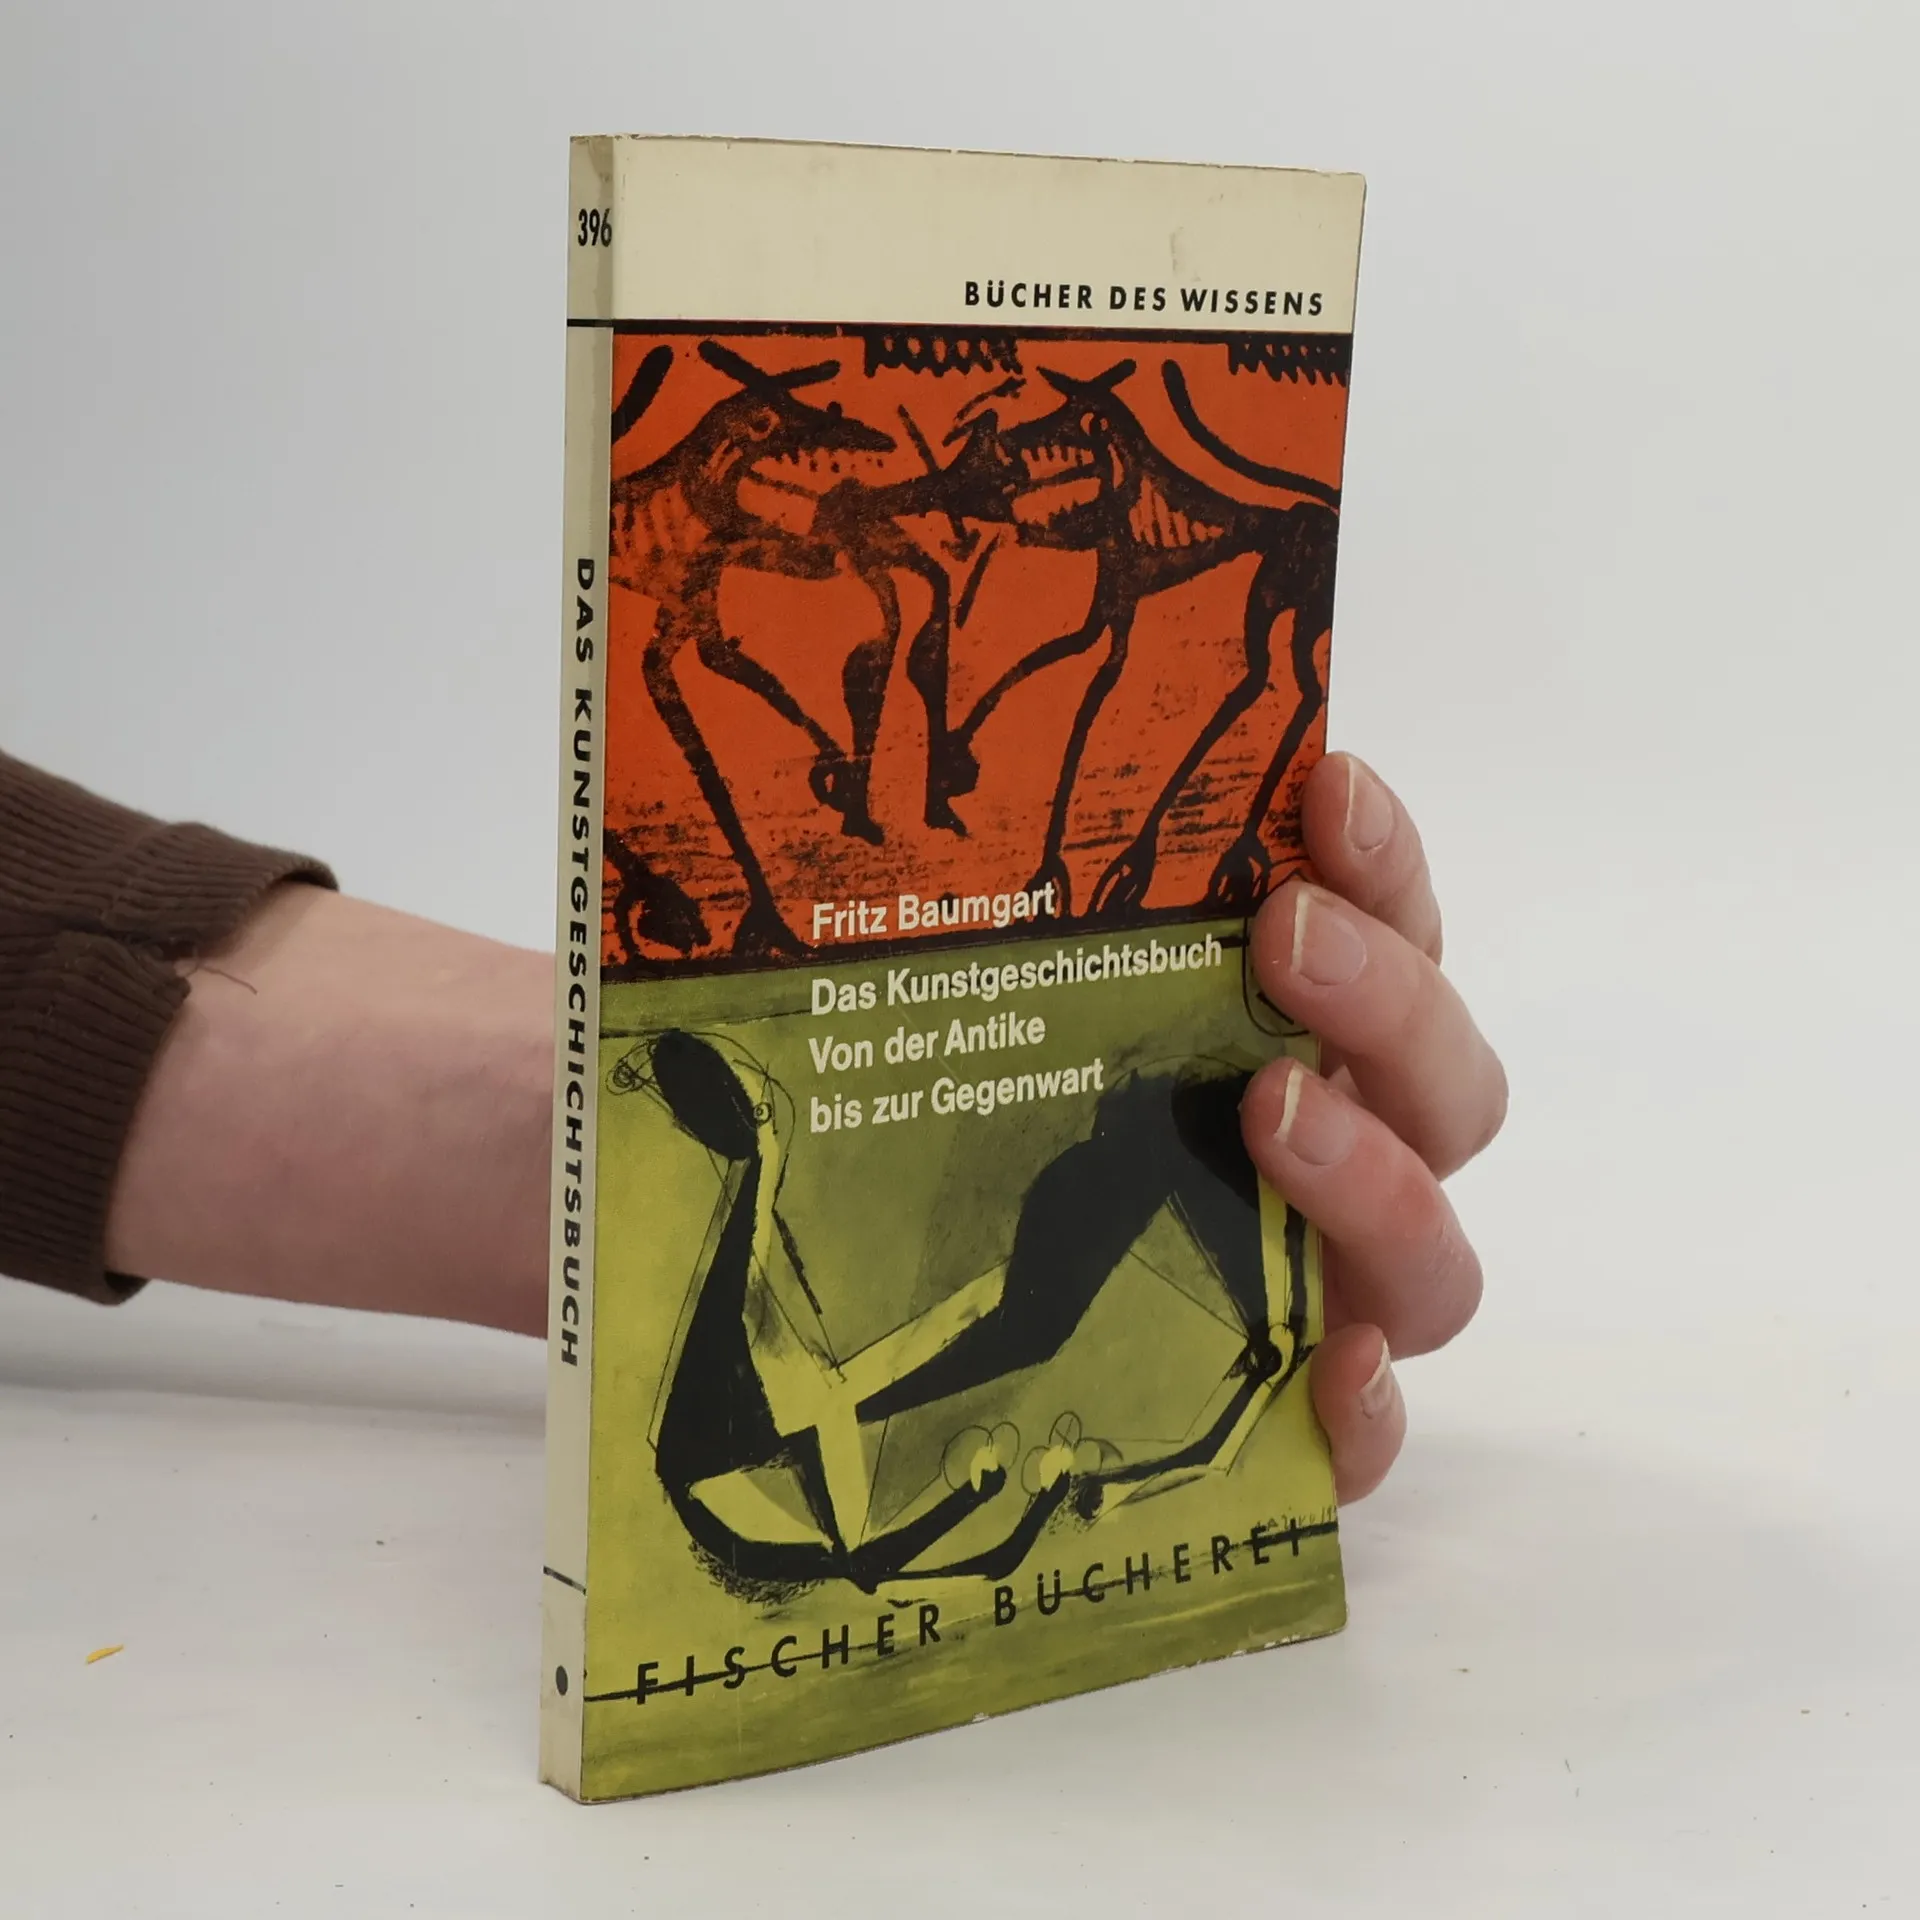 396
BÜCHER DES WISSENS
DAS KUNSTGESCHICHTSBUCH
Fritz Baumgart
Das Kunstgeschichtsbuch
Von der Antike
bis zur Gegenwart
FISCHER BÜCHEREI